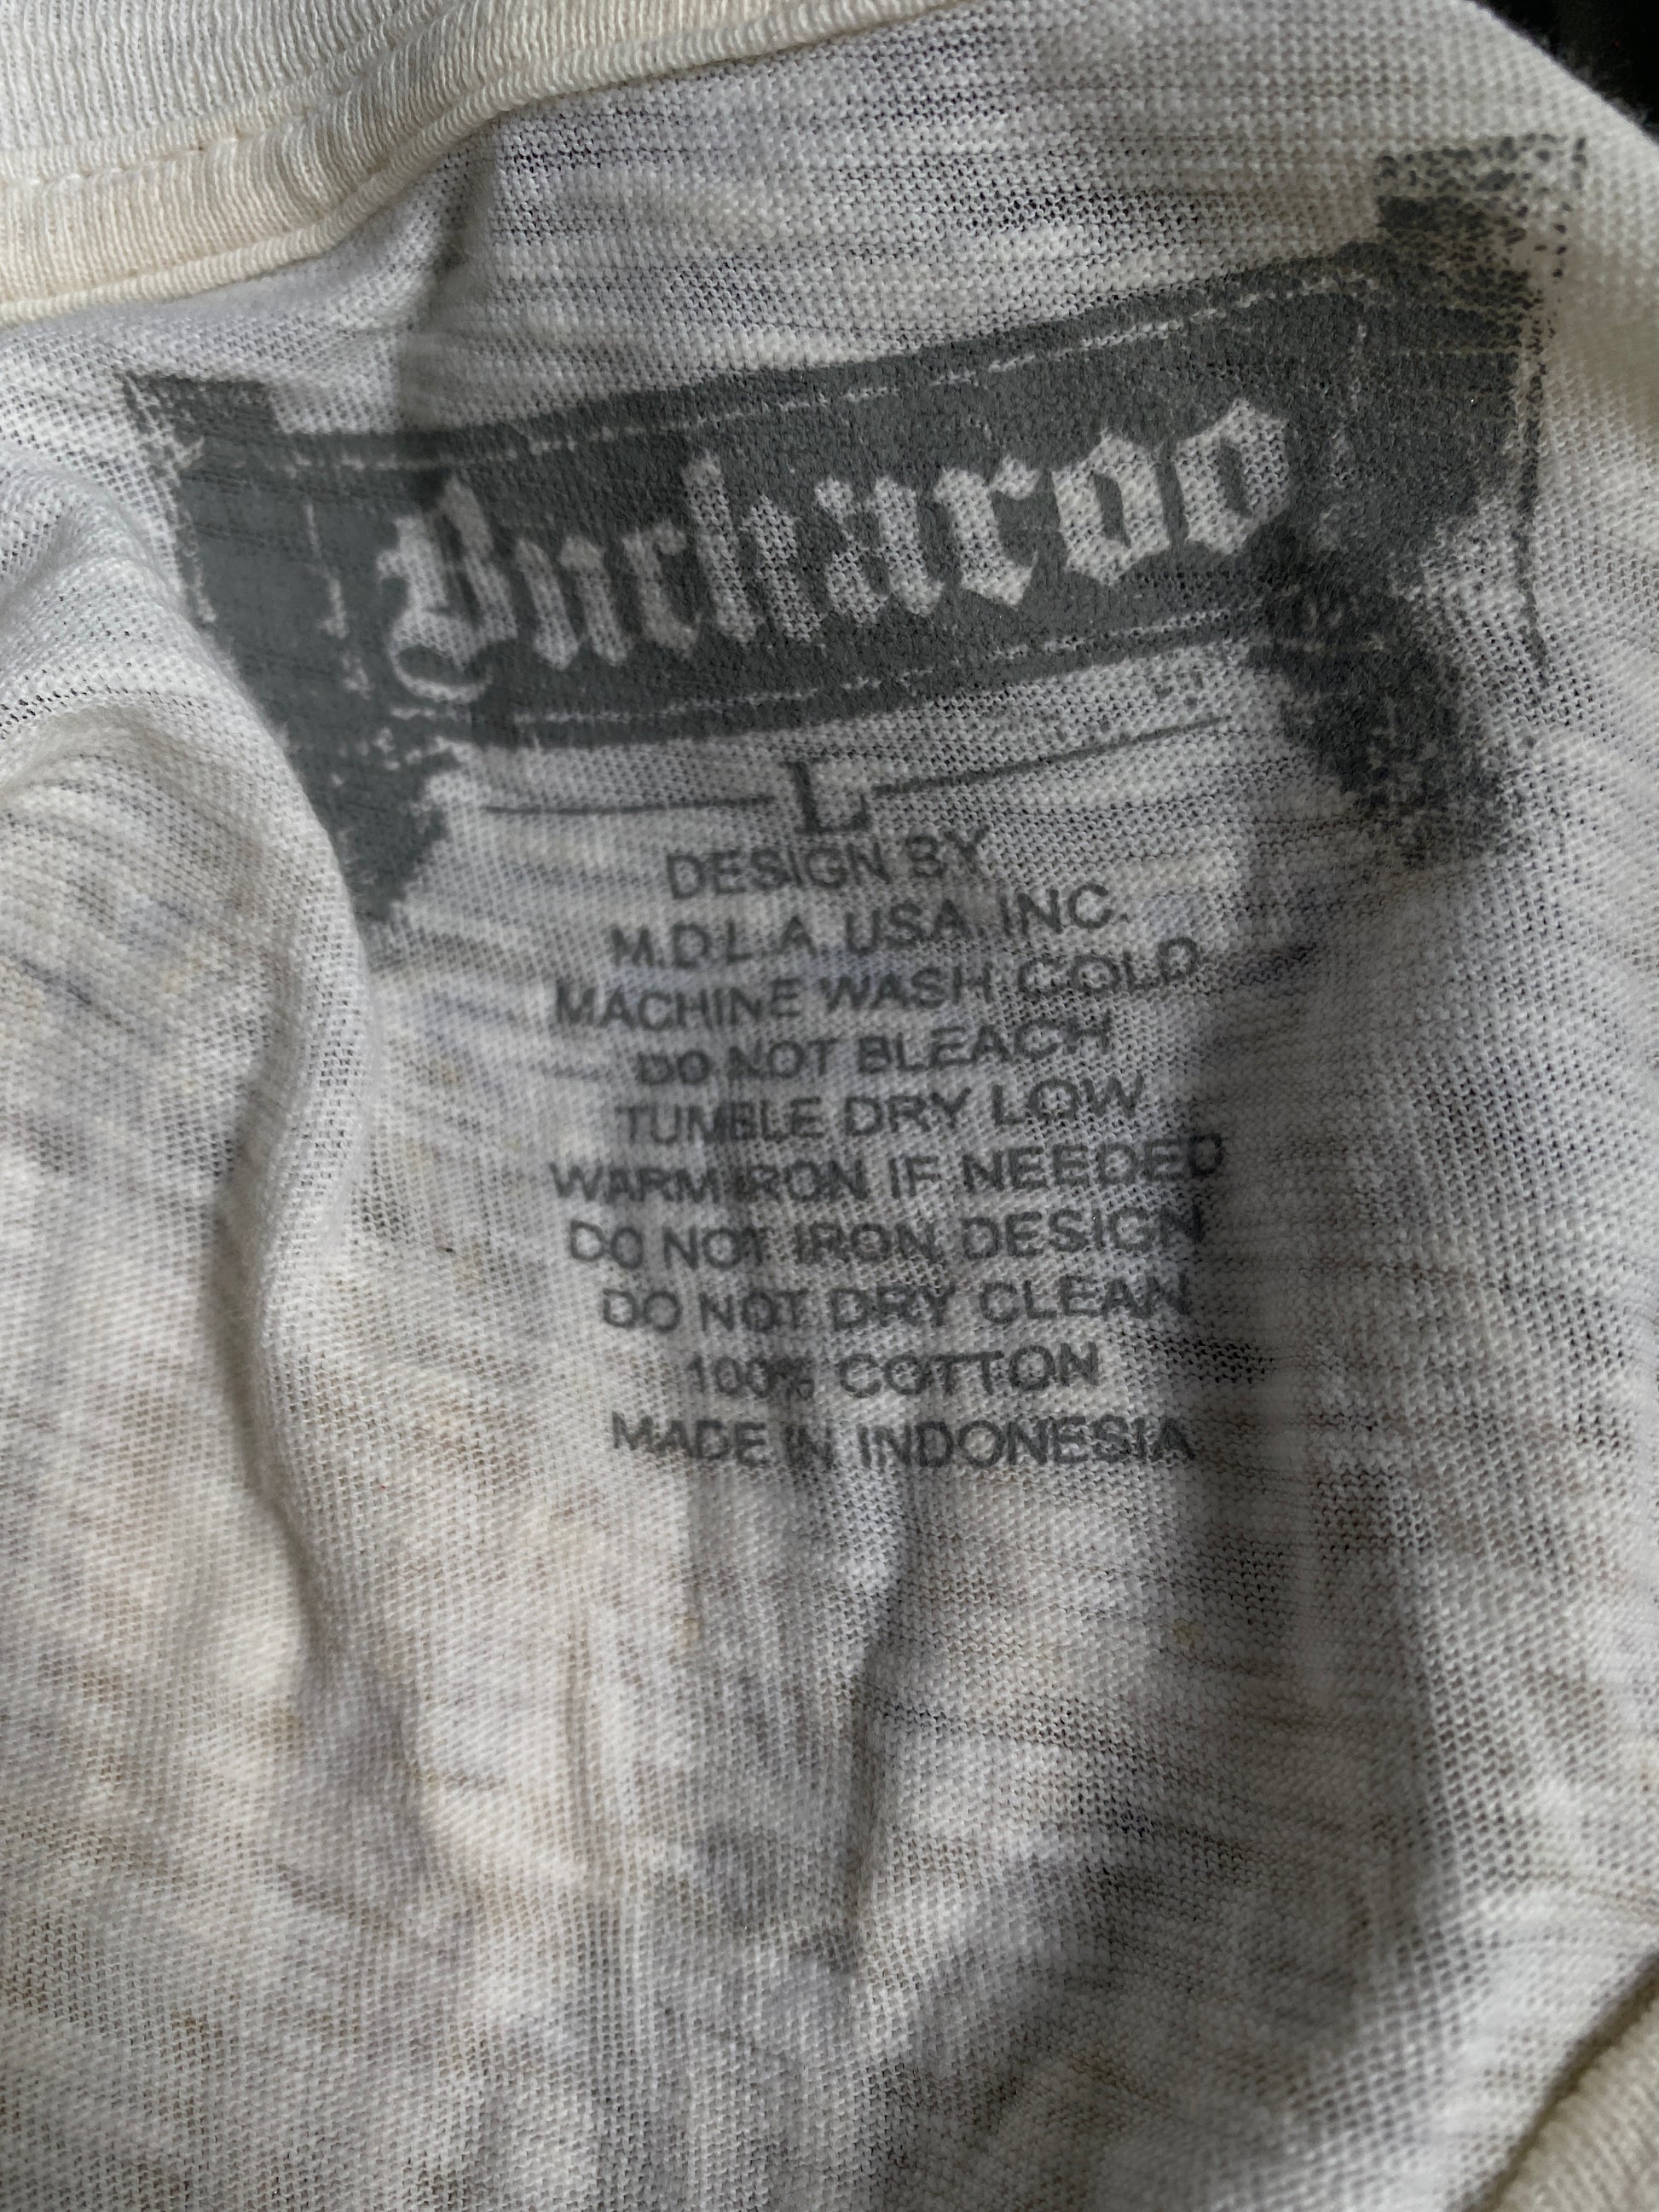 Buckaroo
L
DESIGN BY
M.D.L.A. USA. INC.
MACHINE WASH COLD
DO NOT BLEACH
TUMBLE DRY LOW
WARM IRON IF NEEDED
DO NOT IRON DESIGN
DO NOT DRY CLEAN
100% COTTON
MADE IN INDONESIA